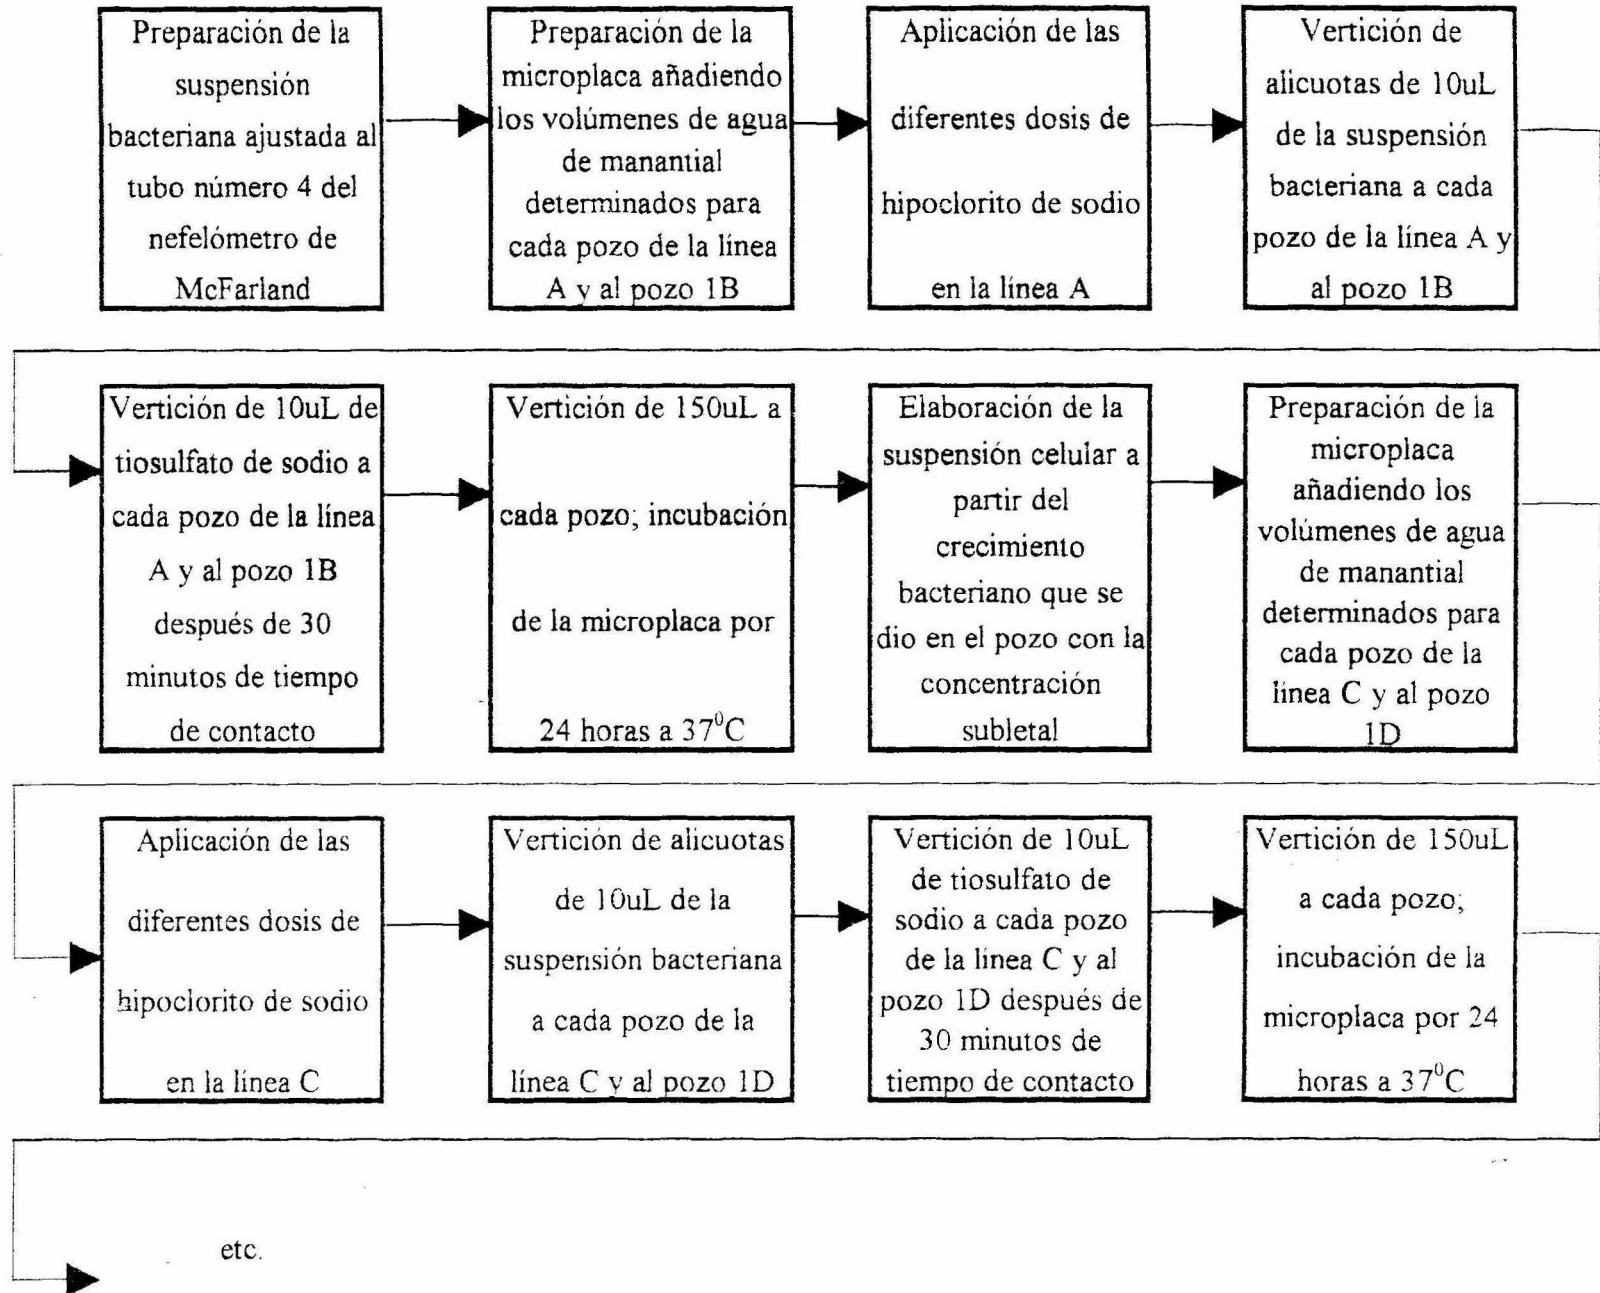 Preparación de la
suspensión
bacteriana ajustada al
tubo número 4 del
nefelómetro de
McFarland
Preparación de la
microplaca añadiendo
los volúmenes de agua
de manantial
determinados para
cada pozo de la línea
A y al pozo 1B
Aplicación de las
diferentes dosis de
hipoclorito de sodio
en la línea A
Vertición de
alicuotas de 10uL
de la suspensión
bacteriana a cada
pozo de la línea A y
al pozo 1B
Vertición de 10uL de
tiosulfato de sodio a
cada pozo de la línea
A y al pozo 1B
después de 30
minutos de tiempo
de contacto
Vertición de 150uL a
cada pozo; incubación
de la microplaca por
24 horas a 37⁰C
Elaboración de la
suspensión celular a
partir del
crecimiento
bacteriano que se
dio en el pozo con la
concentración
subletal
Preparación de la
microplaca
añadiendo los
volúmenes de agua
de manantial
determinados para
cada pozo de la
línea C y al pozo
1D
Aplicación de las
diferentes dosis de
hipoclorito de sodio
en la línea C
Vertición de alicuotas
de 10uL de la
suspensión bacteriana
a cada pozo de la
línea C y al pozo 1D
Vertición de 10uL
de tiosulfato de
sodio a cada pozo
de la línea C y al
pozo 1D después de
30 minutos de
tiempo de contacto
Vertición de 150uL
a cada pozo;
incubación de la
microplaca por 24
horas a 37⁰C
etc.